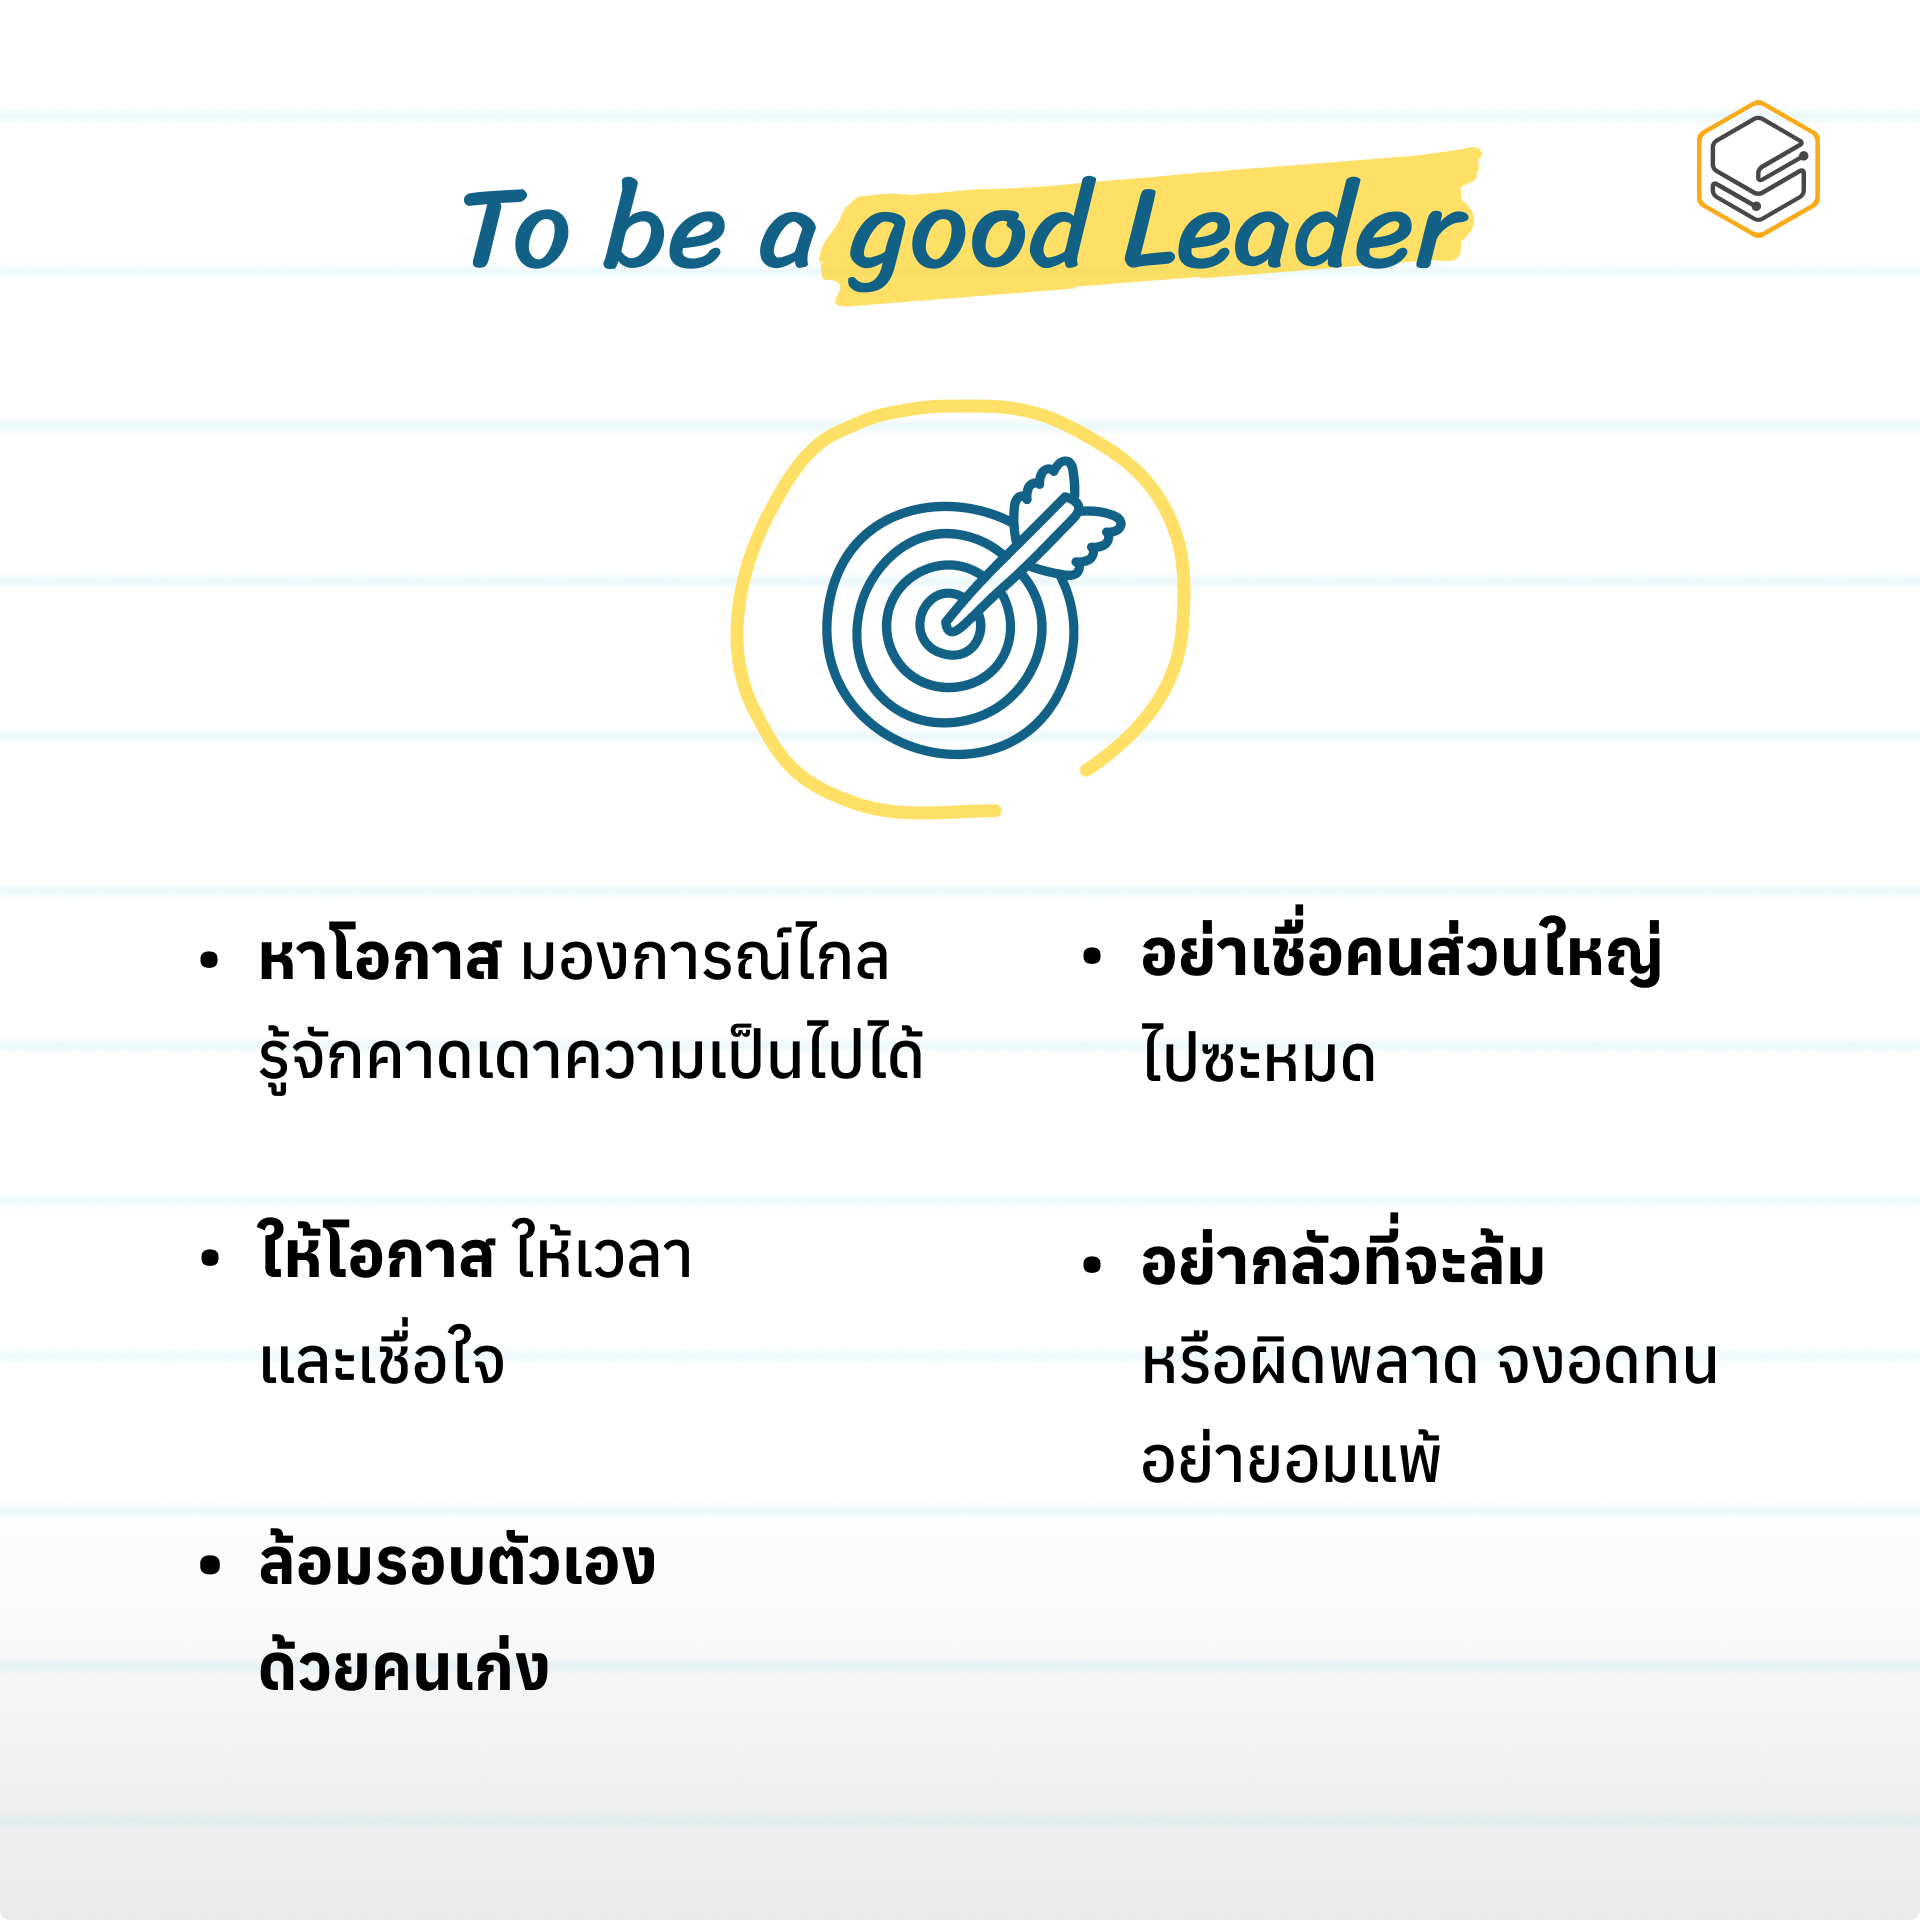 To be a good Leader
• หาโอกาส มองการณ์ไกล
รู้จักคาดเดาความเป็นไปได้
• ให้โอกาส ให้เวลา
และเชื่อใจ
• ล้อมรอบตัวเอง
ด้วยคนเก่ง
• อย่าเชื่อคนส่วนใหญ่
ไปซะหมด
• อย่ากลัวที่จะล้ม
หรือผิดพลาด จงอดทน
อย่ายอมแพ้